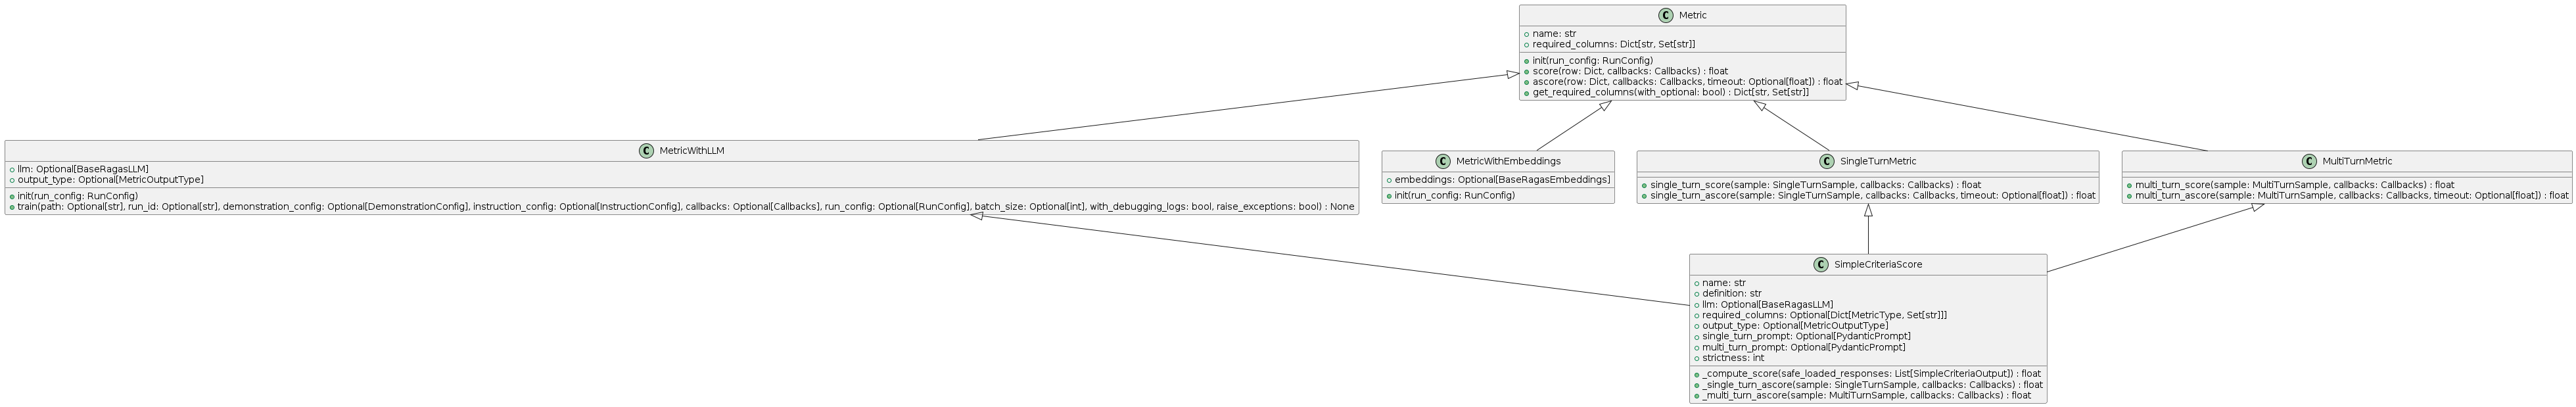 C Metric
name: str
required_columns: Dict[str, Set[str]]
init(run_config: RunConfig)
score(row: Dict, callbacks: Callbacks) : float
ascore(row: Dict, callbacks: Callbacks, timeout: Optional[float]) : float
get_required_columns(with_optional: bool) : Dict[str, Set[str]]
C MetricWithLLM
llm: Optional[BaseRagasLLM]
output_type: Optional[MetricOutputType]
init(run_config: RunConfig)
train(path: Optional[str], run_id: Optional[str], demonstration_config: Optional[DemonstrationConfig], instruction_config: Optional[InstructionConfig], callbacks: Optional[Callbacks], run_config: Optional[RunConfig], batch_size: Optional[int], with_debugging_logs: bool, raise_exceptions: bool) : None
C MetricWithEmbeddings
embeddings: Optional[BaseRagasEmbeddings]
init(run_config: RunConfig)
C SingleTurnMetric
single_turn_score(sample: SingleTurnSample, callbacks: Callbacks) : float
single_turn_ascore(sample: SingleTurnSample, callbacks: Callbacks, timeout: Optional[float]) : float
C MultiTurnMetric
multi_turn_score(sample: MultiTurnSample, callbacks: Callbacks) : float
multi_turn_ascore(sample: MultiTurnSample, callbacks: Callbacks, timeout: Optional[float]) : float
C SimpleCriteriaScore
name: str
definition: str
llm: Optional[BaseRagasLLM]
required_columns: Optional[Dict[MetricType, Set[str]]]
output_type: Optional[MetricOutputType]
single_turn_prompt: Optional[PydanticPrompt]
multi_turn_prompt: Optional[PydanticPrompt]
strictness: int
_compute_score(safe_loaded_responses: List[SimpleCriteriaOutput]) : float
_single_turn_ascore(sample: SingleTurnSample, callbacks: Callbacks) : float
_multi_turn_ascore(sample: MultiTurnSample, callbacks: Callbacks) : float